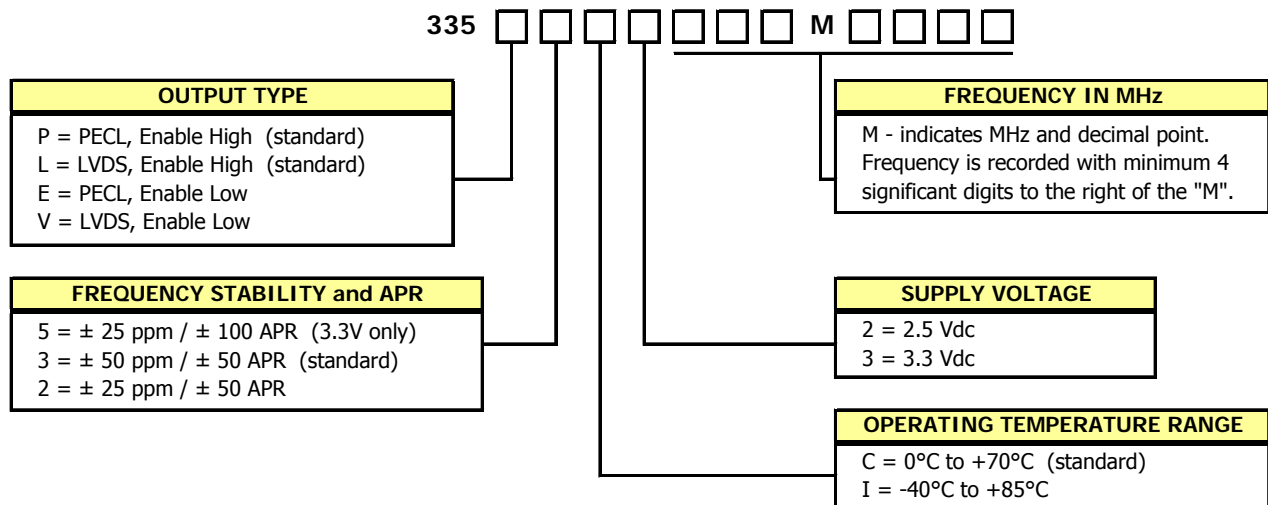 335 M
OUTPUT TYPE
P = PECL, Enable High (standard)
L = LVDS, Enable High (standard)
E = PECL, Enable Low
V = LVDS, Enable Low
FREQUENCY IN MHz
M - indicates MHz and decimal point.
Frequency is recorded with minimum 4
significant digits to the right of the "M".
FREQUENCY STABILITY and APR
5 = ± 25 ppm / ± 100 APR (3.3V only)
3 = ± 50 ppm / ± 50 APR (standard)
2 = ± 25 ppm / ± 50 APR
SUPPLY VOLTAGE
2 = 2.5 Vdc
3 = 3.3 Vdc
OPERATING TEMPERATURE RANGE
C = 0°C to +70°C (standard)
I = -40°C to +85°C